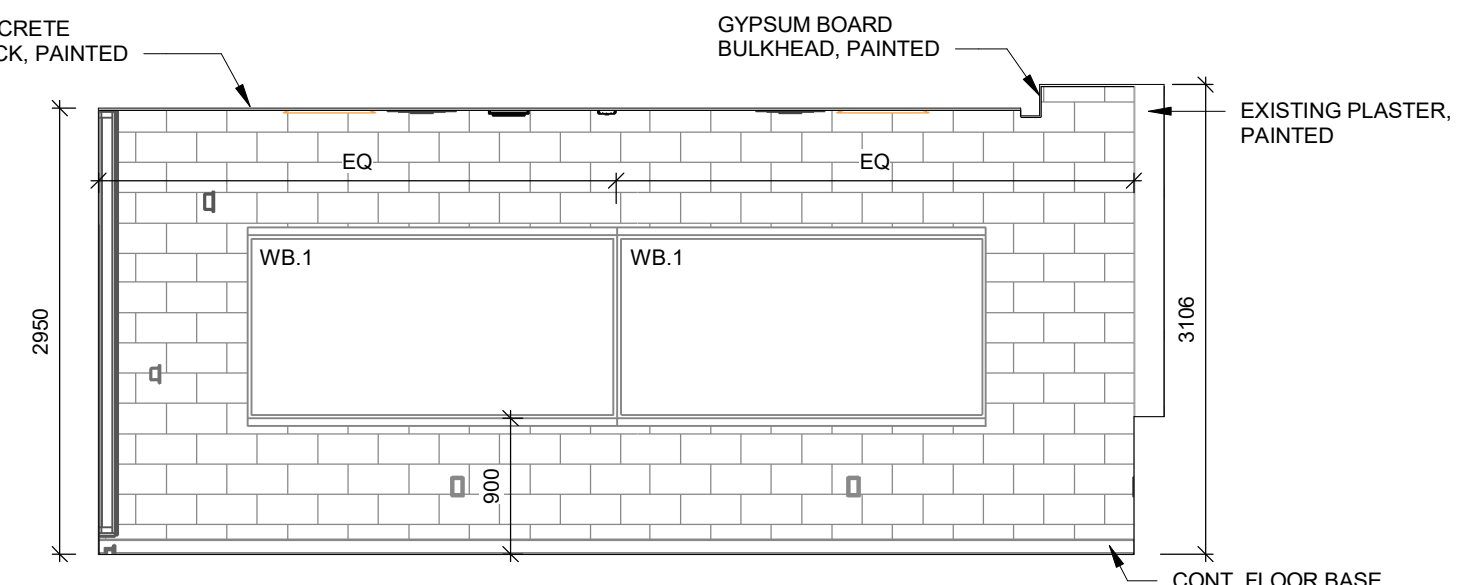 CRETE
CK, PAINTED
GYPSUM BOARD
BULKHEAD, PAINTED
EXISTING PLASTER,
PAINTED
EQ
EQ
WB.1
WB.1
2950
3106
900
CONT. FLOOR BASE